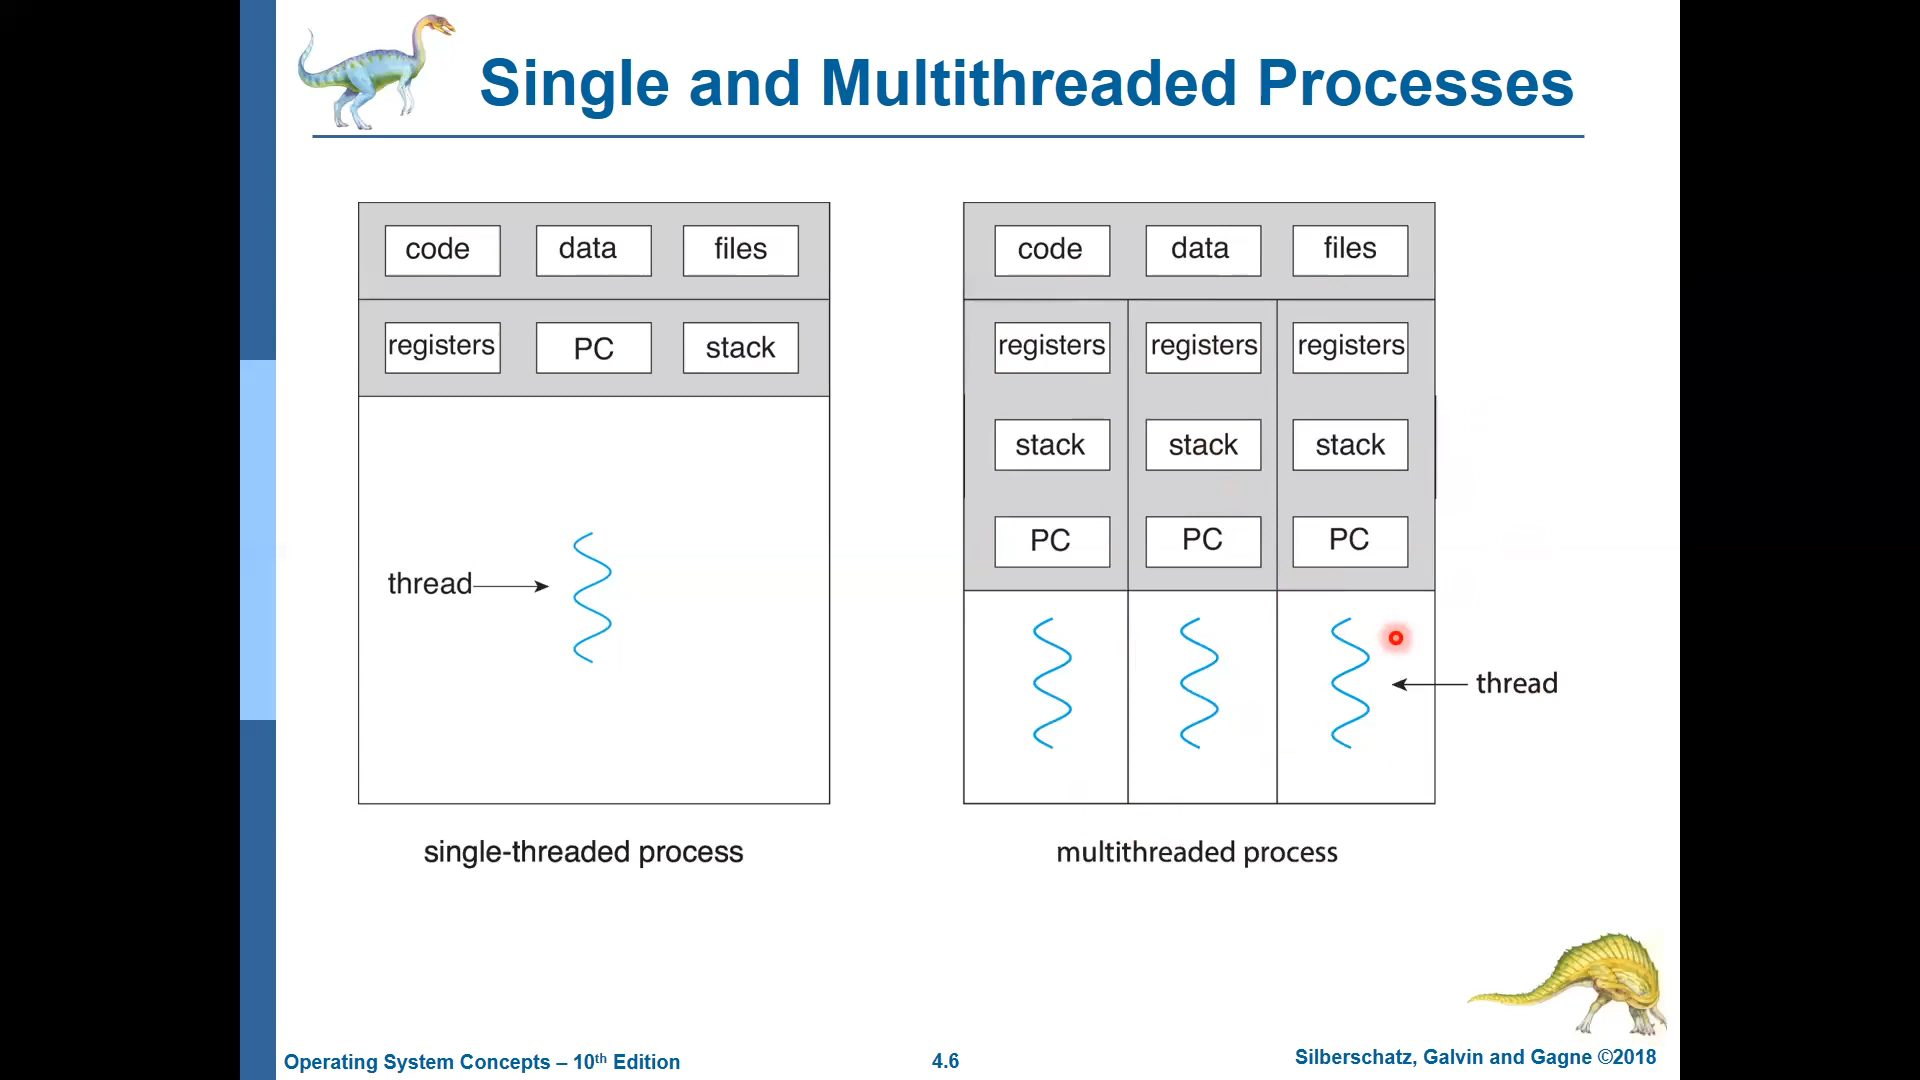 Single and Multithreaded Processes
code data files
registers PC stack
thread
single-threaded process
code data files
registers registers registers
stack stack stack
PC PC PC
thread
multithreaded process
Operating System Concepts – 10th Edition
4.6
Silberschatz, Galvin and Gagne ©2018